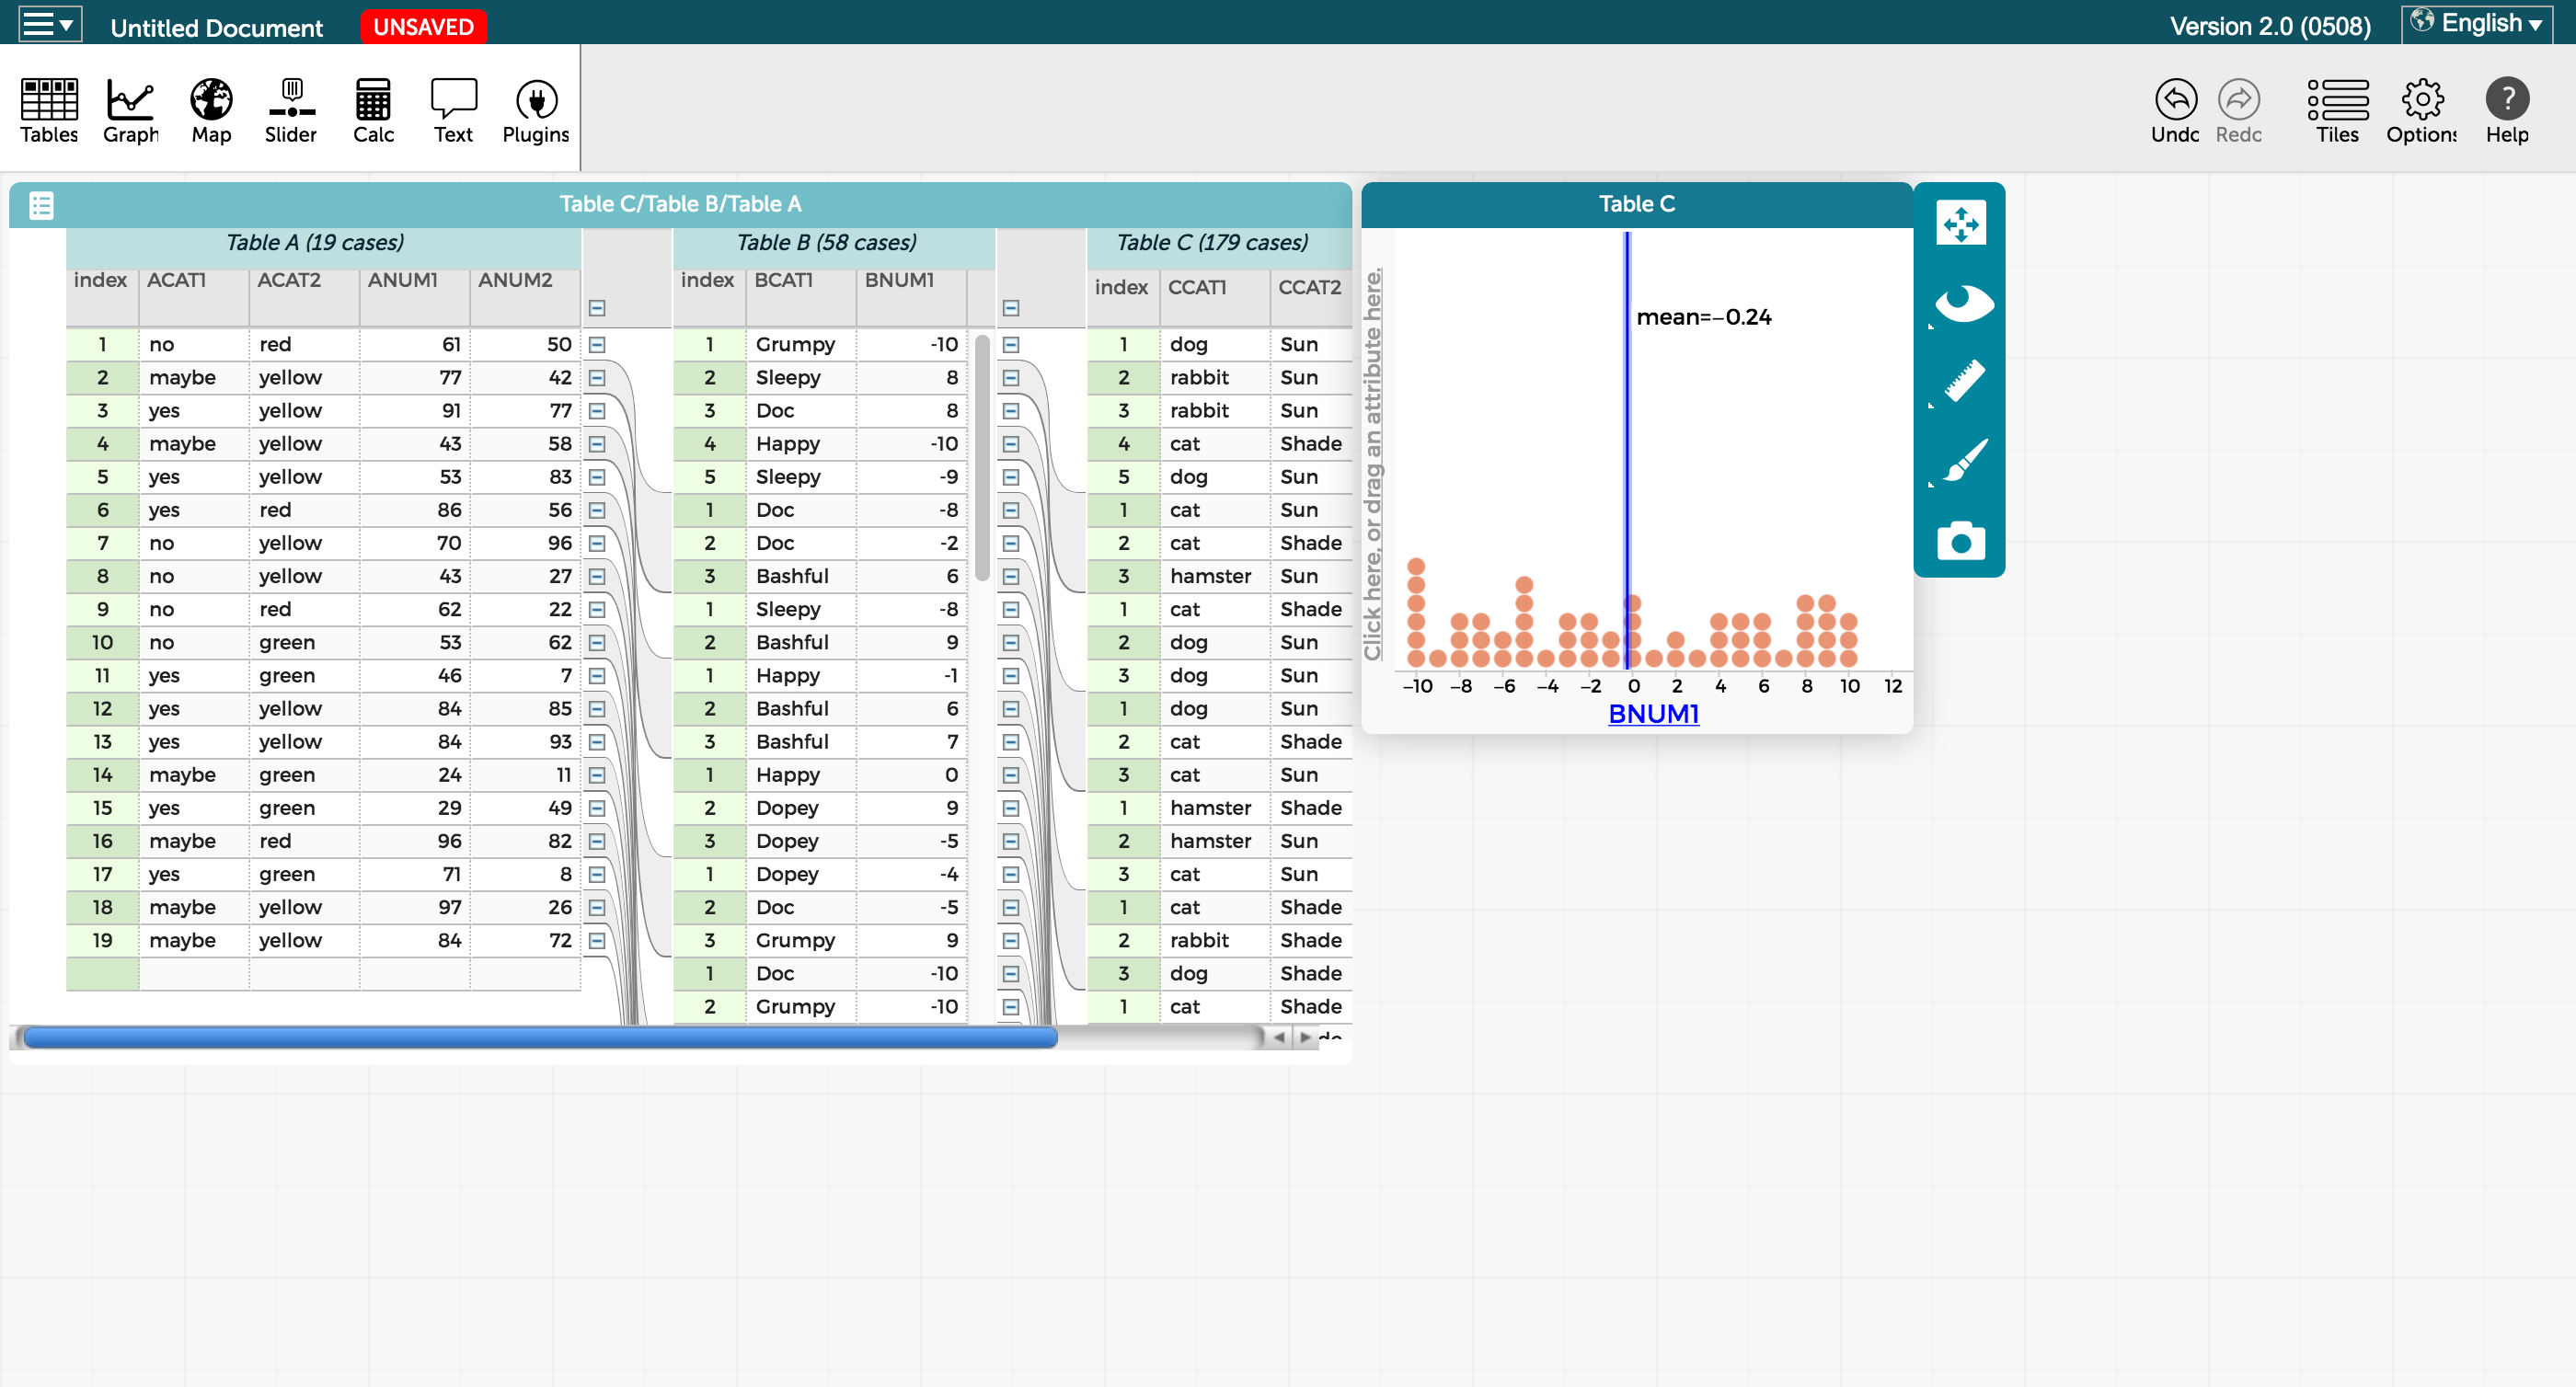 Untitled Document UNSAVED Version 2.0 (0508) English
Tables Graph Map Slider Calc Text Plugins Undo Redo Tiles Options ? Help
Table C/Table B/Table A
Table A (19 cases) Table B (58 cases) Table C (179 cases)
index ACAT1 ACAT2 ANUM1 ANUM2 index BCAT1 BNUM1 index CCAT1 CCAT2
1 no red 61 50 1 Grumpy -10 1 dog Sun
2 maybe yellow 77 42 2 Sleepy 8 2 rabbit Sun
3 yes yellow 91 77 3 Doc 8 3 rabbit Sun
4 maybe yellow 43 58 4 Happy -10 4 cat Shade
5 yes yellow 53 83 5 Sleepy -9 5 dog Sun
6 yes red 86 56 1 Doc -8 1 cat Sun
7 no yellow 70 96 2 Doc -2 2 cat Shade
8 no yellow 43 27 3 Bashful 6 3 hamster Sun
9 no red 62 22 1 Sleepy -8 1 cat Shade
10 no green 53 62 2 Bashful 9 2 dog Sun
11 yes green 46 7 1 Happy -1 3 dog Sun
12 yes yellow 84 85 2 Bashful 6 1 dog Sun
13 yes yellow 84 93 3 Bashful 7 2 cat Shade
14 maybe green 24 11 1 Happy 0 3 cat Sun
15 yes green 29 49 2 Dopey 9 1 hamster Shade
16 maybe red 96 82 3 Dopey -5 2 hamster Sun
17 yes green 71 8 1 Dopey -4 3 cat Sun
18 maybe yellow 97 26 2 Doc -5 1 cat Shade
19 maybe yellow 84 72 3 Grumpy 9 2 rabbit Shade
1 Doc -10 3 dog Shade
2 Grumpy -10 1 cat Shade
Table C
Click here, or drag an attribute here.
mean=−0.24
−10 −8 −6 −4 −2 0 2 4 6 8 10 12
BNUM1